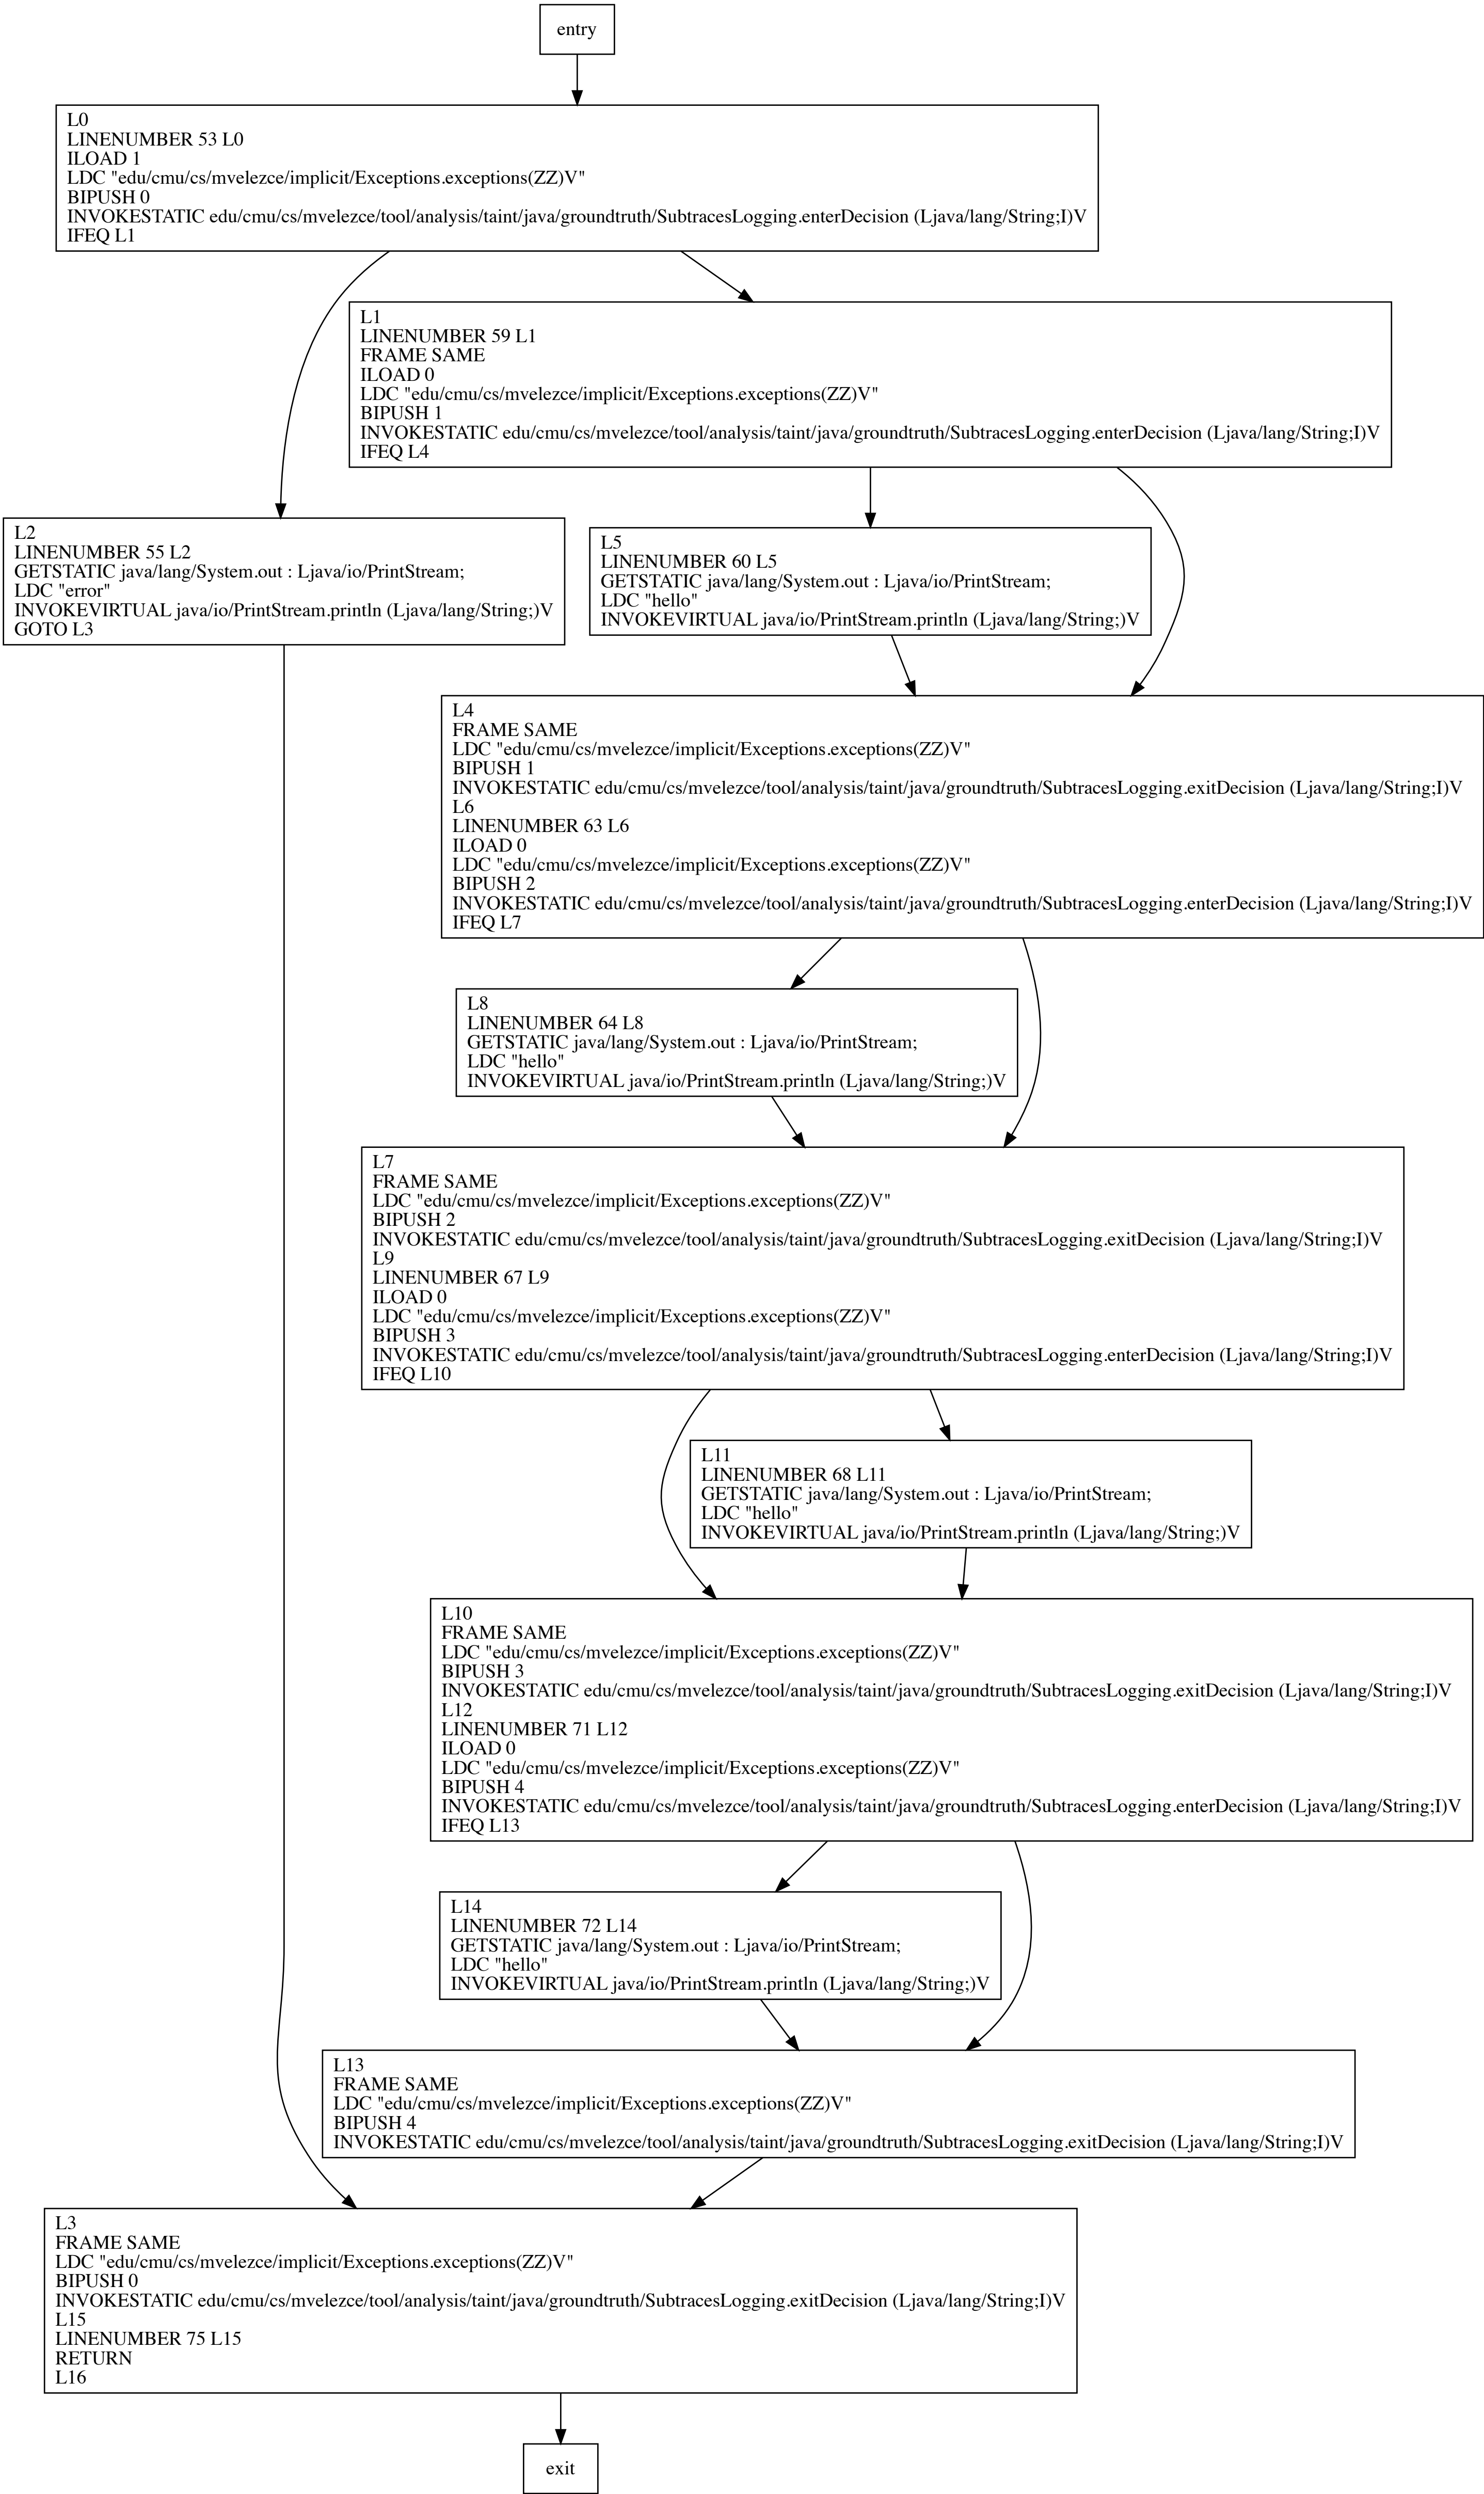 entry
L0
LINENUMBER 53 L0
ILOAD 1
LDC "edu/cmu/cs/mvelezce/implicit/Exceptions.exceptions(ZZ)V"
BIPUSH 0
INVOKESTATIC edu/cmu/cs/mvelezce/tool/analysis/taint/java/groundtruth/SubtracesLogging.enterDecision (Ljava/lang/String;I)V
IFEQ L1
L1
LINENUMBER 59 L1
FRAME SAME
ILOAD 0
LDC "edu/cmu/cs/mvelezce/implicit/Exceptions.exceptions(ZZ)V"
BIPUSH 1
INVOKESTATIC edu/cmu/cs/mvelezce/tool/analysis/taint/java/groundtruth/SubtracesLogging.enterDecision (Ljava/lang/String;I)V
IFEQ L4
L2
LINENUMBER 55 L2
GETSTATIC java/lang/System.out : Ljava/io/PrintStream;
LDC "error"
INVOKEVIRTUAL java/io/PrintStream.println (Ljava/lang/String;)V
GOTO L3
L5
LINENUMBER 60 L5
GETSTATIC java/lang/System.out : Ljava/io/PrintStream;
LDC "hello"
INVOKEVIRTUAL java/io/PrintStream.println (Ljava/lang/String;)V
L4
FRAME SAME
LDC "edu/cmu/cs/mvelezce/implicit/Exceptions.exceptions(ZZ)V"
BIPUSH 1
INVOKESTATIC edu/cmu/cs/mvelezce/tool/analysis/taint/java/groundtruth/SubtracesLogging.exitDecision (Ljava/lang/String;I)V
L6
LINENUMBER 63 L6
ILOAD 0
LDC "edu/cmu/cs/mvelezce/implicit/Exceptions.exceptions(ZZ)V"
BIPUSH 2
INVOKESTATIC edu/cmu/cs/mvelezce/tool/analysis/taint/java/groundtruth/SubtracesLogging.enterDecision (Ljava/lang/String;I)V
IFEQ L7
L8
LINENUMBER 64 L8
GETSTATIC java/lang/System.out : Ljava/io/PrintStream;
LDC "hello"
INVOKEVIRTUAL java/io/PrintStream.println (Ljava/lang/String;)V
L7
FRAME SAME
LDC "edu/cmu/cs/mvelezce/implicit/Exceptions.exceptions(ZZ)V"
BIPUSH 2
INVOKESTATIC edu/cmu/cs/mvelezce/tool/analysis/taint/java/groundtruth/SubtracesLogging.exitDecision (Ljava/lang/String;I)V
L9
LINENUMBER 67 L9
ILOAD 0
LDC "edu/cmu/cs/mvelezce/implicit/Exceptions.exceptions(ZZ)V"
BIPUSH 3
INVOKESTATIC edu/cmu/cs/mvelezce/tool/analysis/taint/java/groundtruth/SubtracesLogging.enterDecision (Ljava/lang/String;I)V
IFEQ L10
L11
LINENUMBER 68 L11
GETSTATIC java/lang/System.out : Ljava/io/PrintStream;
LDC "hello"
INVOKEVIRTUAL java/io/PrintStream.println (Ljava/lang/String;)V
L10
FRAME SAME
LDC "edu/cmu/cs/mvelezce/implicit/Exceptions.exceptions(ZZ)V"
BIPUSH 3
INVOKESTATIC edu/cmu/cs/mvelezce/tool/analysis/taint/java/groundtruth/SubtracesLogging.exitDecision (Ljava/lang/String;I)V
L12
LINENUMBER 71 L12
ILOAD 0
LDC "edu/cmu/cs/mvelezce/implicit/Exceptions.exceptions(ZZ)V"
BIPUSH 4
INVOKESTATIC edu/cmu/cs/mvelezce/tool/analysis/taint/java/groundtruth/SubtracesLogging.enterDecision (Ljava/lang/String;I)V
IFEQ L13
L14
LINENUMBER 72 L14
GETSTATIC java/lang/System.out : Ljava/io/PrintStream;
LDC "hello"
INVOKEVIRTUAL java/io/PrintStream.println (Ljava/lang/String;)V
L13
FRAME SAME
LDC "edu/cmu/cs/mvelezce/implicit/Exceptions.exceptions(ZZ)V"
BIPUSH 4
INVOKESTATIC edu/cmu/cs/mvelezce/tool/analysis/taint/java/groundtruth/SubtracesLogging.exitDecision (Ljava/lang/String;I)V
L3
FRAME SAME
LDC "edu/cmu/cs/mvelezce/implicit/Exceptions.exceptions(ZZ)V"
BIPUSH 0
INVOKESTATIC edu/cmu/cs/mvelezce/tool/analysis/taint/java/groundtruth/SubtracesLogging.exitDecision (Ljava/lang/String;I)V
L15
LINENUMBER 75 L15
RETURN
L16
exit